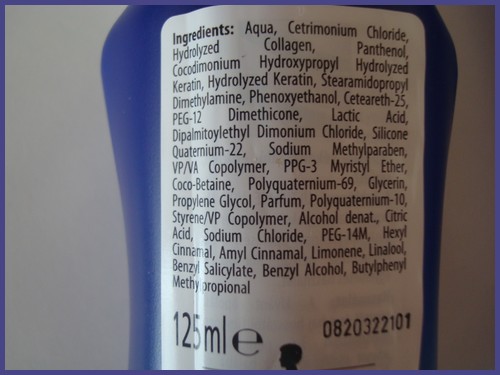 Ingredients: Aqua, Cetrimonium Chloride,
Hydrolyzed Collagen, Panthenol,
Cocodimonium Hydroxypropyl Hydrolyzed
Keratin, Hydrolyzed Keratin, Stearamidopropyl
Dimethylamine, Phenoxyethanol, Ceteareth-25,
PEG-12 Dimethicone, Lactic Acid,
Dipalmitoylethyl Dimonium Chloride, Silicone
Quaternium-22, Sodium Methylparaben,
VP/VA Copolymer, PPG-3 Myristyl Ether,
Coco-Betaine, Polyquaternium-69, Glycerin,
Propylene Glycol, Parfum, Polyquaternium-10,
Styrene/VP Copolymer, Alcohol denat., Citric
Acid, Sodium Chloride, PEG-14M, Hexyl
Cinnamal, Amyl Cinnamal, Limonene, Linalool,
Benzyl Salicylate, Benzyl Alcohol, Butylphenyl
Methylpropional
125ml e
0820322101